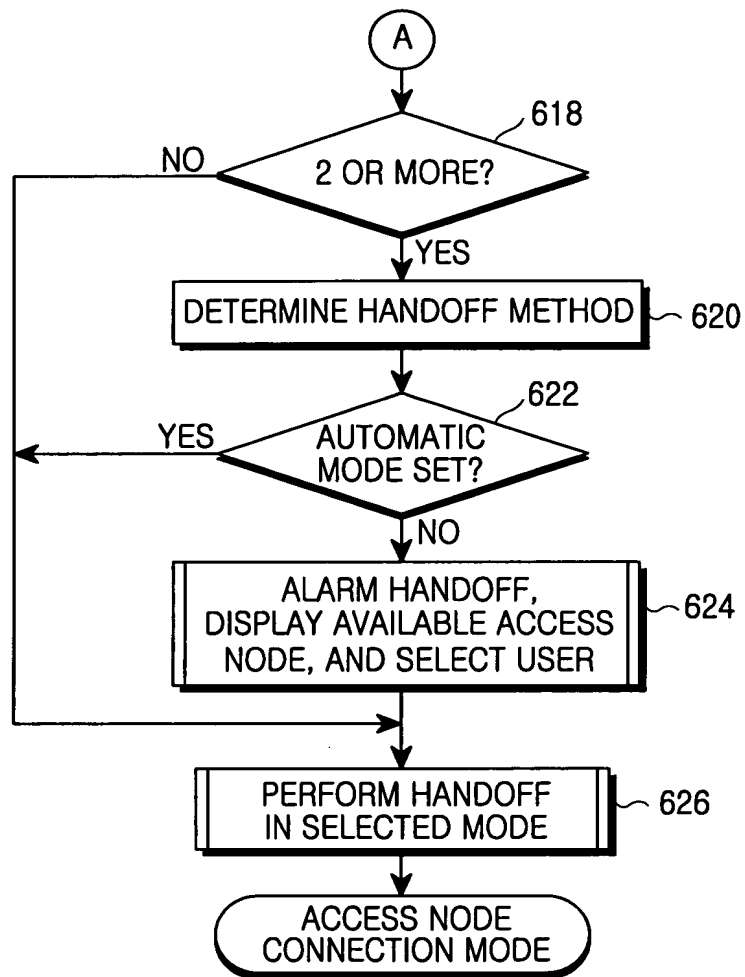 A
618
NO
2 OR MORE?
YES
DETERMINE HANDOFF METHOD
620
622
YES
AUTOMATIC
MODE SET?
NO
ALARM HANDOFF,
DISPLAY AVAILABLE ACCESS
NODE, AND SELECT USER
624
PERFORM HANDOFF
IN SELECTED MODE
626
ACCESS NODE
CONNECTION MODE